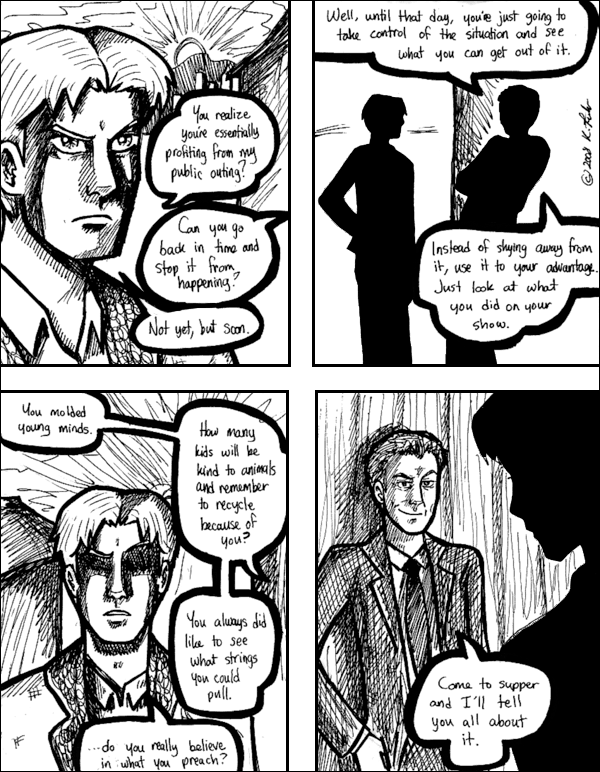 You realize
you're essentially
profiting from my
public outing?
Can you go
back in time and
stop it from
happening?
Not yet, but soon.
Well, until that day, you're just going to
take control of the situation and see
what you can get out of it.
Instead of shying away from
it, use it to your advantage.
Just look at what
you did on your
show.
©2008
You molded
young minds.
How many
kids will be
kind to animals
and remember
to recycle
because of
you?
You always did
like to see
what strings
you could
pull.
...do you really believe
in what you preach?
Come to supper
and I'll tell
you all about
it.